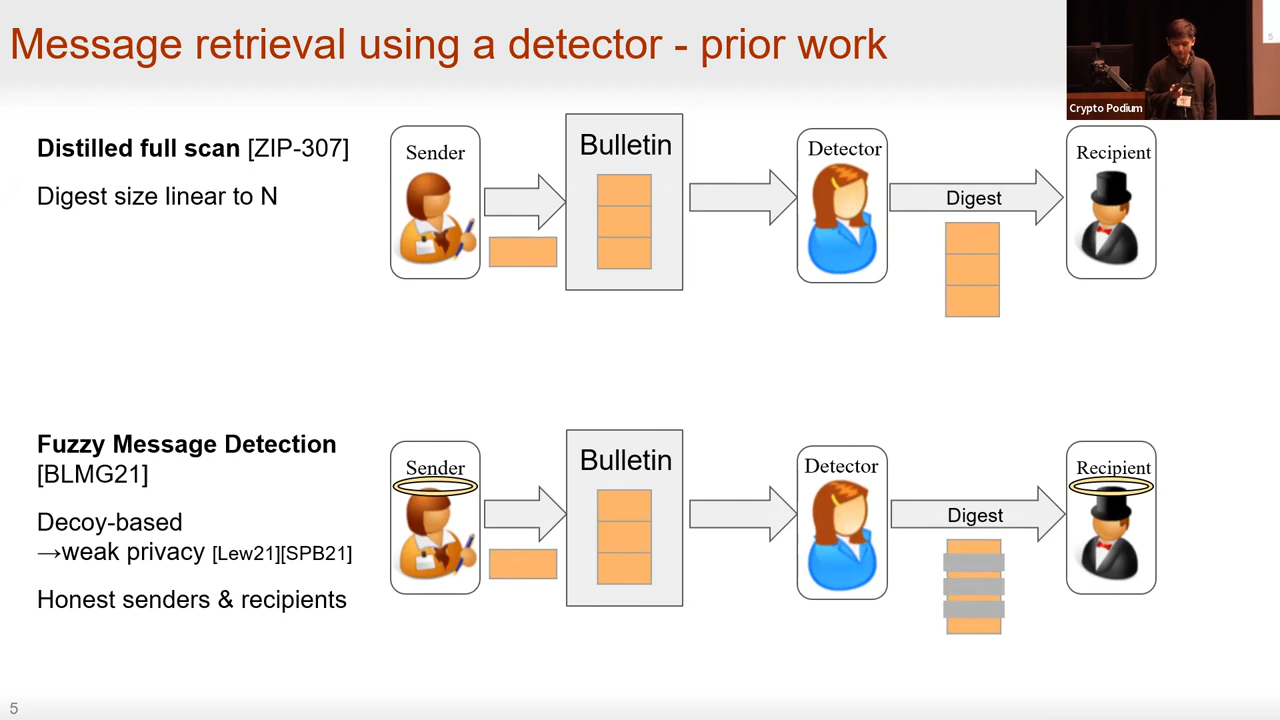 Message retrieval using a detector - prior work
5
Crypto Podium
Distilled full scan [ZIP-307]
Digest size linear to N
Sender
Bulletin
Detector
Digest
Recipient
Fuzzy Message Detection
[BLMG21]
Decoy-based
→weak privacy [Lew21][SPB21]
Honest senders & recipients
Sender
Bulletin
Detector
Digest
Recipient
5